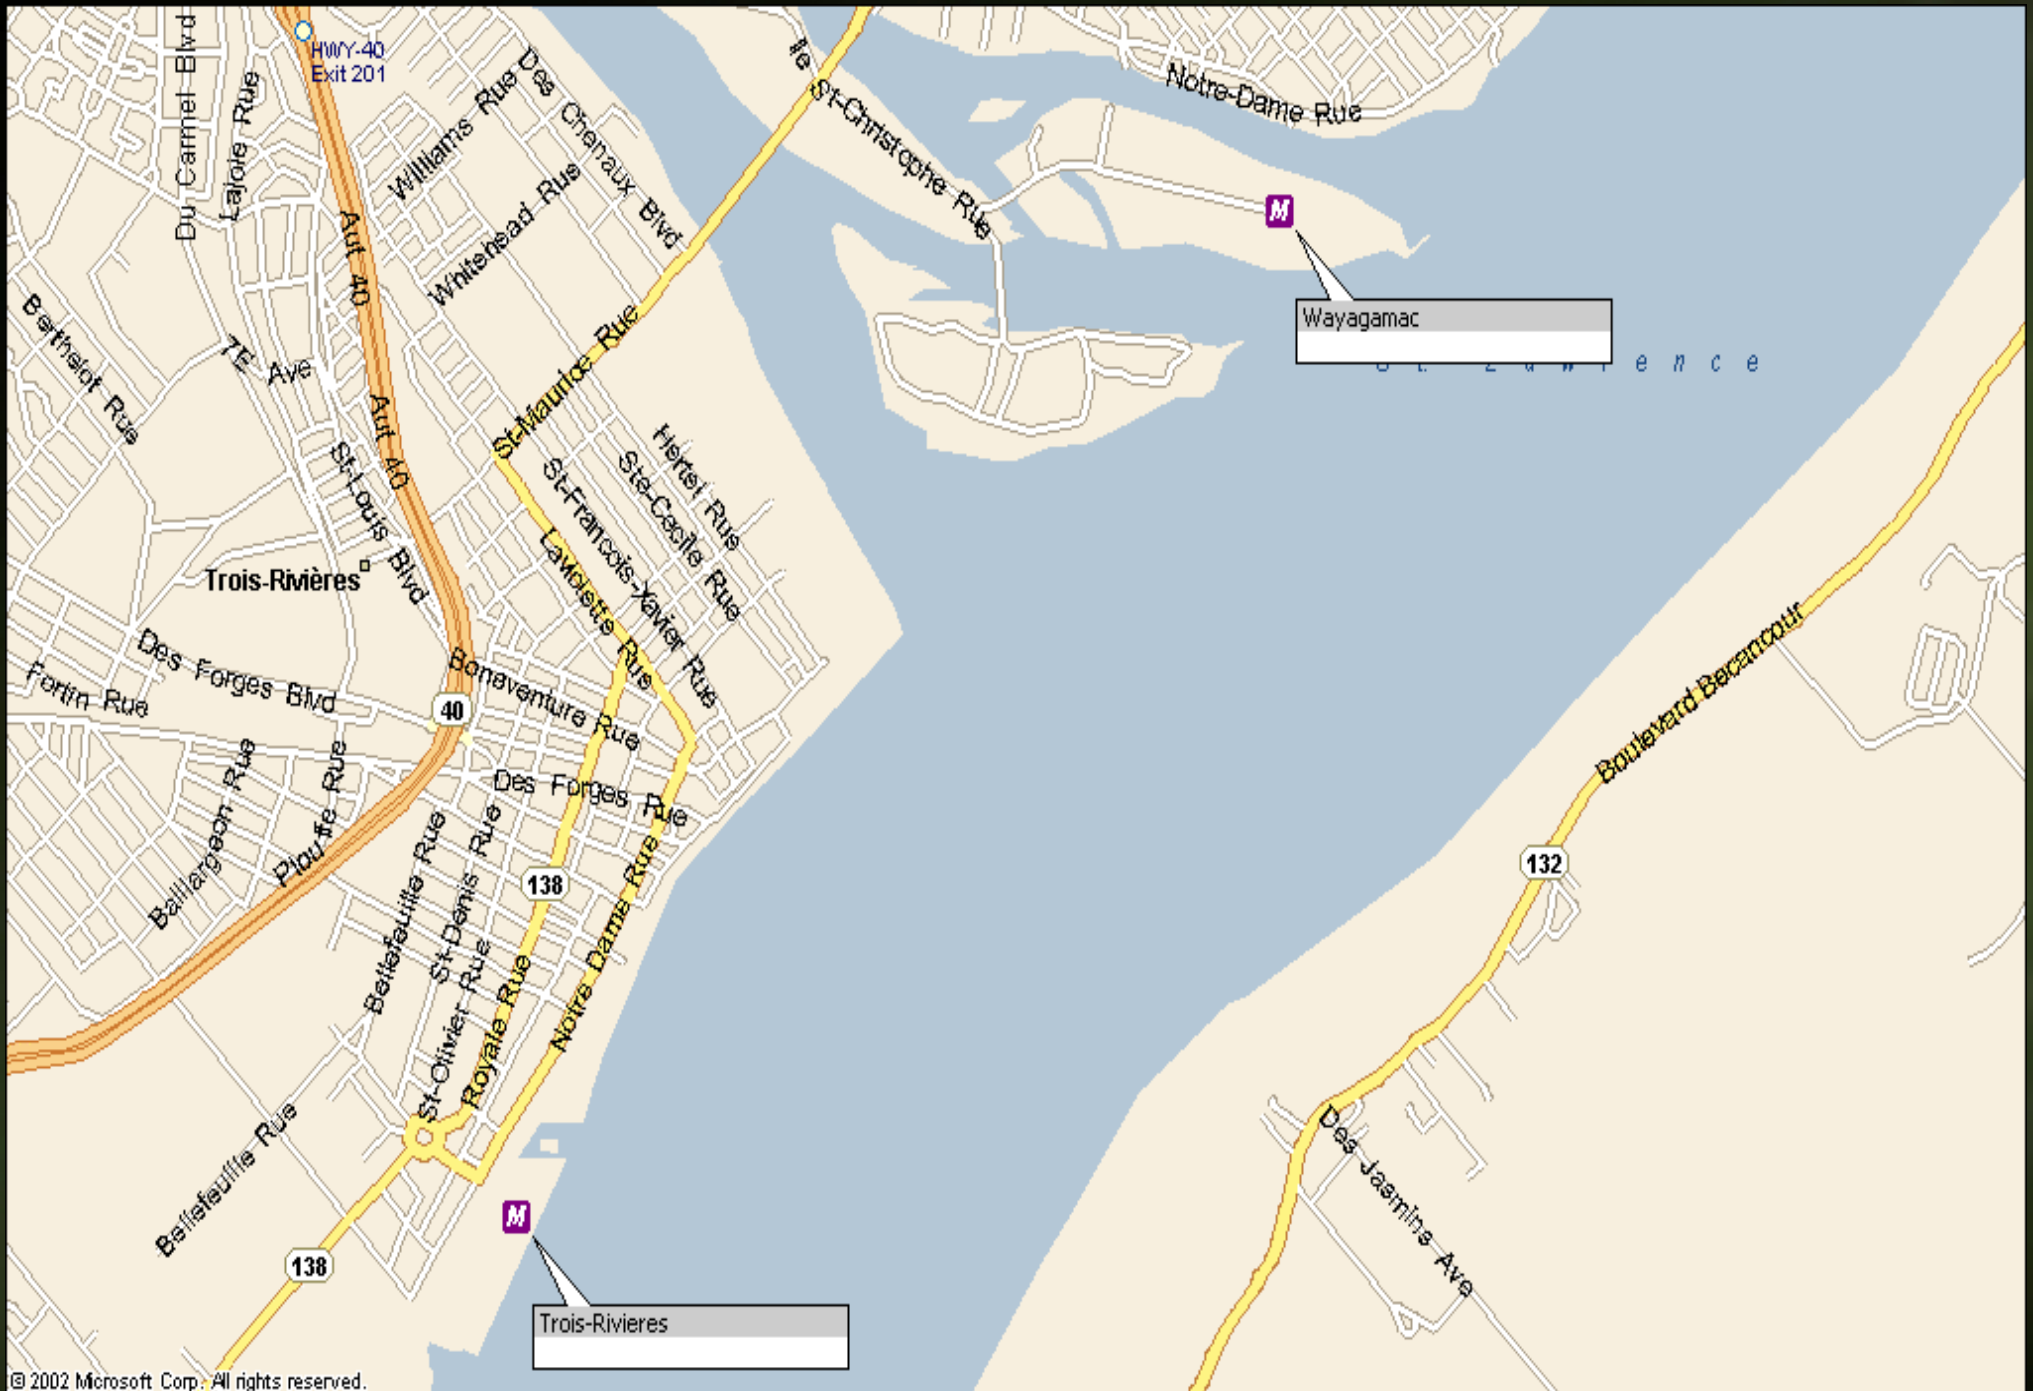 HWY-40
Exit 201
Du Carmel Blvd
Lajoie Rue
Williams Rue
Des Chenaux Blvd
Whitehead Rue
Ile St-Christophe Rue
Notre-Dame Rue
M
Wayagamac
Aut 40
Berthelot Rue
7E Ave
Aut 40
St-Maurice Rue
St-Louis Blvd
Hertel Rue
Ste-Cecile Rue
St-Francois-Xavier Rue
Laviolette Rue
Trois-Rivières
Des Forges Blvd
Fortin Rue
Bonaventure Rue
40
Des Forges Rue
Baillargeon Rue
Plouffe Rue
Bellefeuille Rue
St-Denis Rue
138
Notre Dame Rue
St-Olivier Rue
Royale Rue
Boulevard Becancour
132
Des Jasmins Ave
Bellefeuille Rue
M
138
Trois-Rivieres
© 2002 Microsoft Corp. All rights reserved.